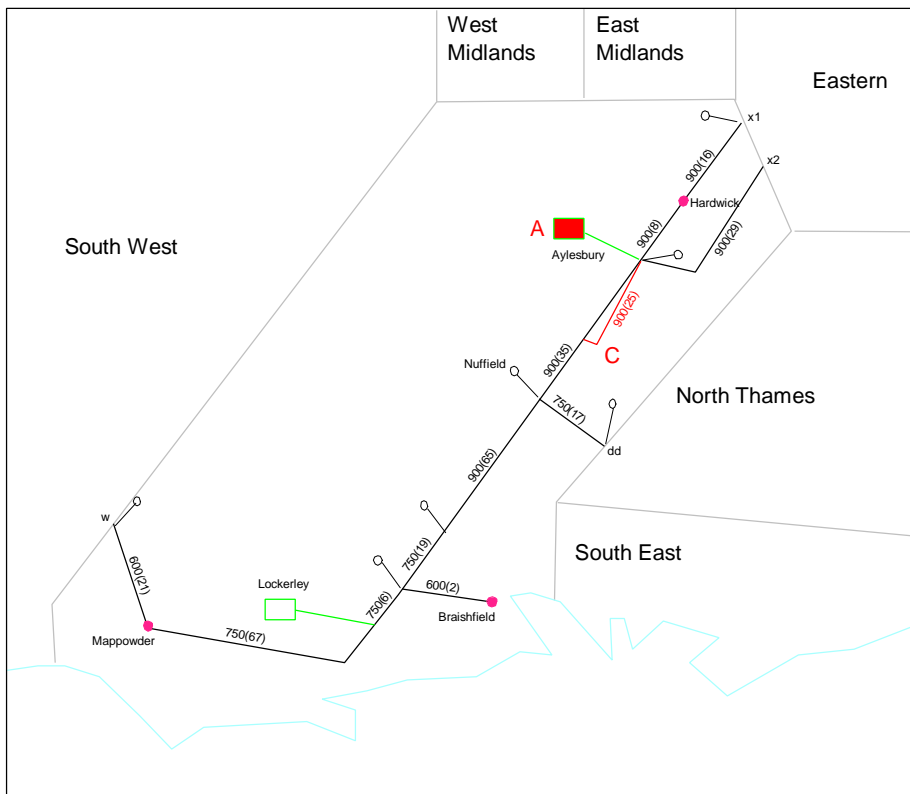 West
Midlands
East
Midlands
Eastern
x1
x2
900(16)
Hardwick
South West
A
Aylesbury
900(8)
900(29)
900(25)
C
900(35)
Nuffield
750(17)
North Thames
dd
900(65)
w
750(19)
South East
600(21)
Lockerley
750(6)
600(2)
Braishfield
Mappowder
750(67)